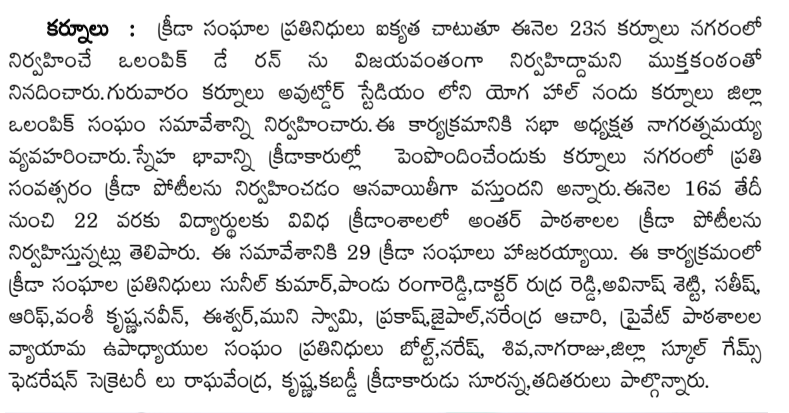 కర్నూలు : క్రీడా సంఘాల ప్రతినిధులు ఐక్యత చాటుతూ ఈనెల 23న కర్నూలు నగరంలో
నిర్వహించే ఒలంపిక్ డే రన్ ను విజయవంతంగా నిర్వహిద్దామని ముక్తకంఠంతో
నినదించారు.గురువారం కర్నూలు అవుట్డోర్ స్టేడియం లోని యోగ హాల్ నందు కర్నూలు జిల్లా
ఒలంపిక్ సంఘం సమావేశాన్ని నిర్వహించారు.ఈ కార్యక్రమానికి సభా అధ్యక్షత నాగరత్నమయ్య
వ్యవహరించారు.స్నేహ భావాన్ని క్రీడాకారుల్లో పెంపొందించేందుకు కర్నూలు నగరంలో ప్రతి
సంవత్సరం క్రీడా పోటీలను నిర్వహించడం ఆనవాయితీగా వస్తుందని అన్నారు.ఈనెల 16వ తేదీ
నుంచి 22 వరకు విద్యార్థులకు వివిధ క్రీడాంశాలలో అంతర్ పాఠశాలల క్రీడా పోటీలను
నిర్వహిస్తున్నట్లు తెలిపారు. ఈ సమావేశానికి 29 క్రీడా సంఘాలు హాజరయ్యాయి. ఈ కార్యక్రమంలో
క్రీడా సంఘాల ప్రతినిధులు సునీల్ కుమార్,పాండు రంగారెడ్డి,డాక్టర్ రుద్ర రెడ్డి,అవినాష్ శెట్టి, సతీష్,
ఆరిఫ్,వంశీ కృష్ణ,నవీన్, ఈశ్వర్,ముని స్వామి, ప్రకాష్,జైపాల్,నరేంద్ర ఆచారి, ప్రైవేట్ పాఠశాలల
వ్యాయామ ఉపాధ్యాయుల సంఘం ప్రతినిధులు బోల్ట్,నరేష్, శివ,నాగరాజు,జిల్లా స్కూల్ గేమ్స్
ఫెడరేషన్ సెక్రెటరీ లు రాఘవేంద్ర, కృష్ణ,కబడ్డీ క్రీడాకారుడు సూరన్న,తదితరులు పాల్గొన్నారు.